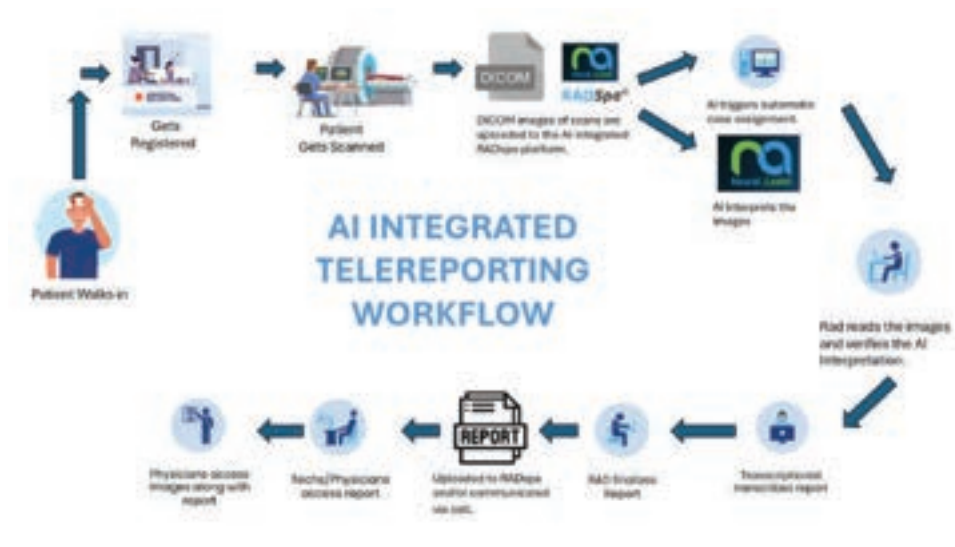 Gets
Registered
Patient
Gets Scanned
DICOM
na
RADSpa
DICOM images of scans are
uploaded to the AI integrated
RADspa platform.
AI triggers automatic
case assignment.
na
AI interprets the
images
Patient Walks-in
AI INTEGRATED
TELEREPORTING
WORKFLOW
Rad reads the images
and verifies the AI
Interpretation.
Transcriptionist
transcribes report
RAD finalises
Report
REPORT
Uploaded to RADspa
and/or communicated
via call.
Techs/Physicians
access report
Physicians access
images along with
report